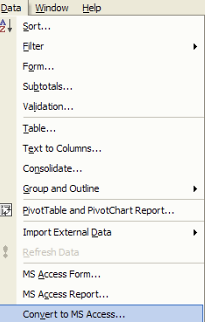 Data Window Help
Sort...
Filter
Form...
Subtotals...
Validation...
Table...
Text to Columns...
Consolidate...
Group and Outline
PivotTable and PivotChart Report...
Import External Data
Refresh Data
MS Access Form...
MS Access Report...
Convert to MS Access...